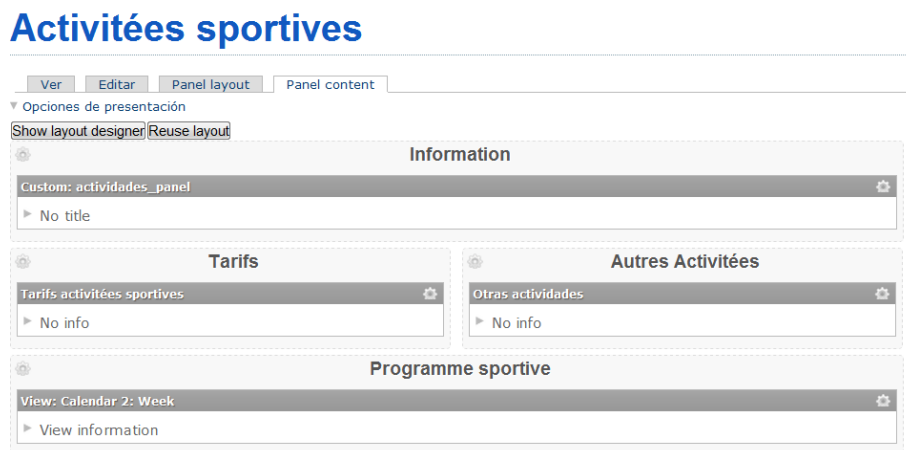 Activitées sportives
Ver Editar Panel layout Panel content
Opciones de presentación
Show layout designer Reuse layout
Information
Custom: actividades_panel
No title
Tarifs Autres Activitées
Tarifs activitées sportives Otras actividades
No info No info
Programme sportive
View: Calendar 2: Week
View information